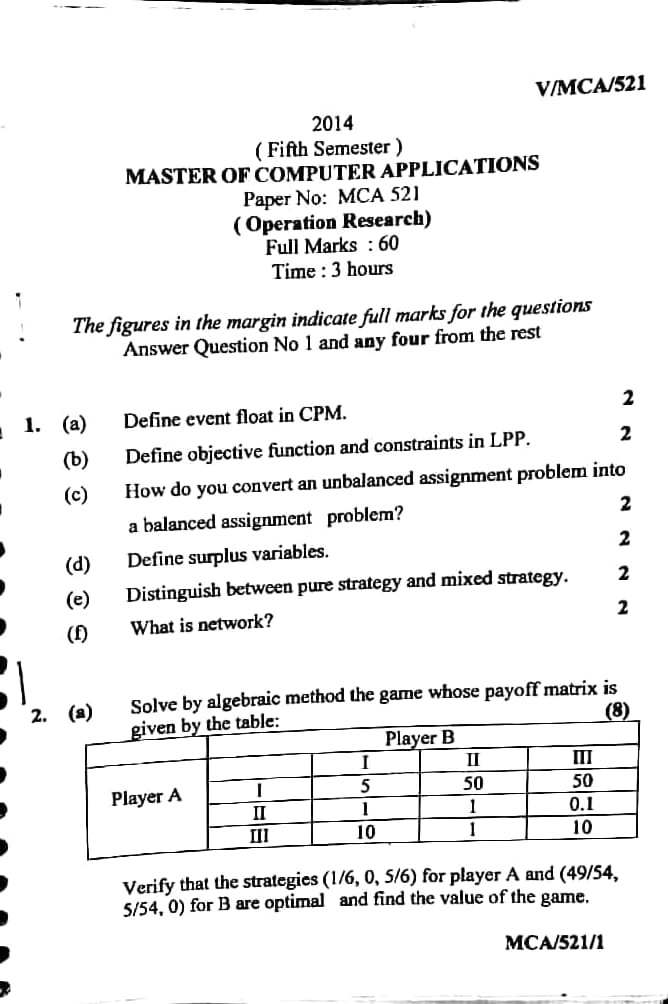 V/MCA/521
2014
( Fifth Semester )
MASTER OF COMPUTER APPLICATIONS
Paper No: MCA 521
( Operation Research)
Full Marks : 60
Time : 3 hours
The figures in the margin indicate full marks for the questions
Answer Question No 1 and any four from the rest
1. (a) Define event float in CPM. 2
(b) Define objective function and constraints in LPP. 2
(c) How do you convert an unbalanced assignment problem into
a balanced assignment problem? 2
(d) Define surplus variables. 2
(e) Distinguish between pure strategy and mixed strategy. 2
(f) What is network? 2
2. (a) Solve by algebraic method the game whose payoff matrix is
given by the table: (8)
Player B
I II III
Player A I 5 50 50
II 1 1 0.1
III 10 1 10
Verify that the strategies (1/6, 0, 5/6) for player A and (49/54,
5/54, 0) for B are optimal and find the value of the game.
MCA/521/1